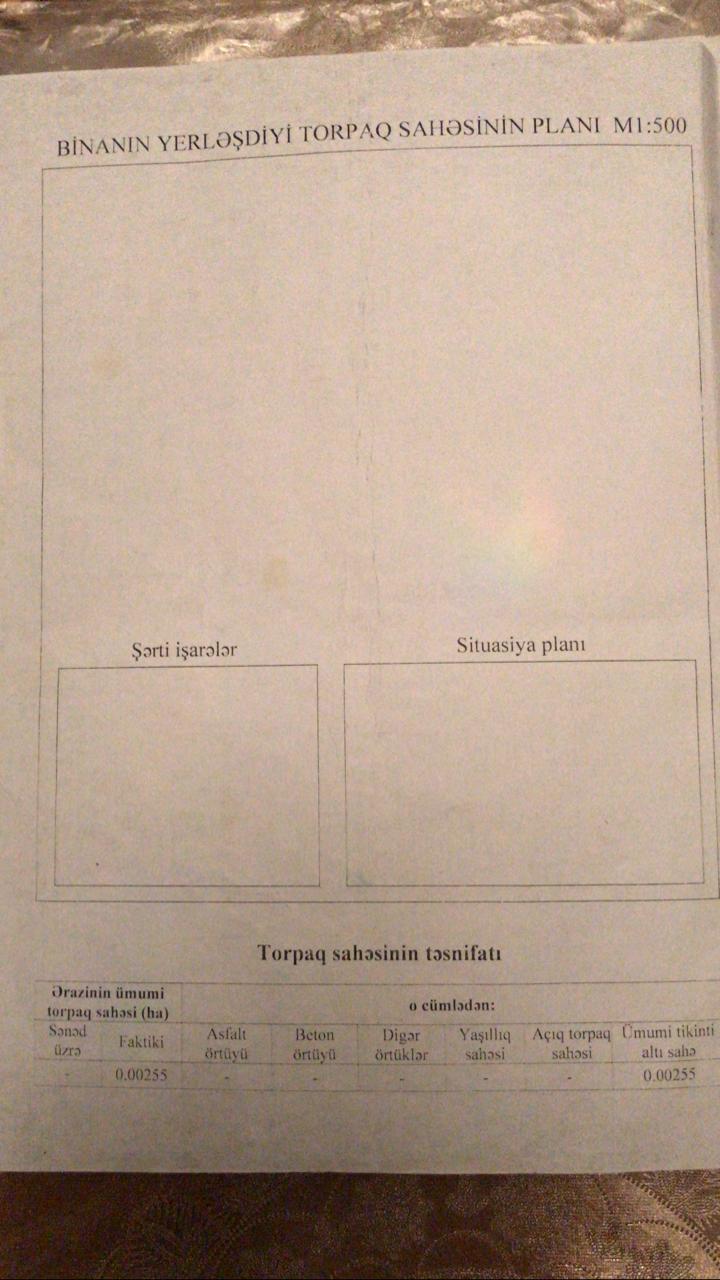 BİNANIN YERLƏŞDİYİ TORPAQ SAHƏSİNİN PLANI M1:500
Şərti işarələr
Situasiya planı
Torpaq sahəsinin təsnifatı
Ərazinin ümumi torpaq sahəsi (ha)
o cümlədən:
Sənəd üzrə Faktiki Asfalt örtüyü Beton örtüyü Digər örtüklər Yaşıllıq sahəsi Açıq torpaq sahəsi Ümumi tikinti altı sahə
- 0.00255 - - - - - 0.00255